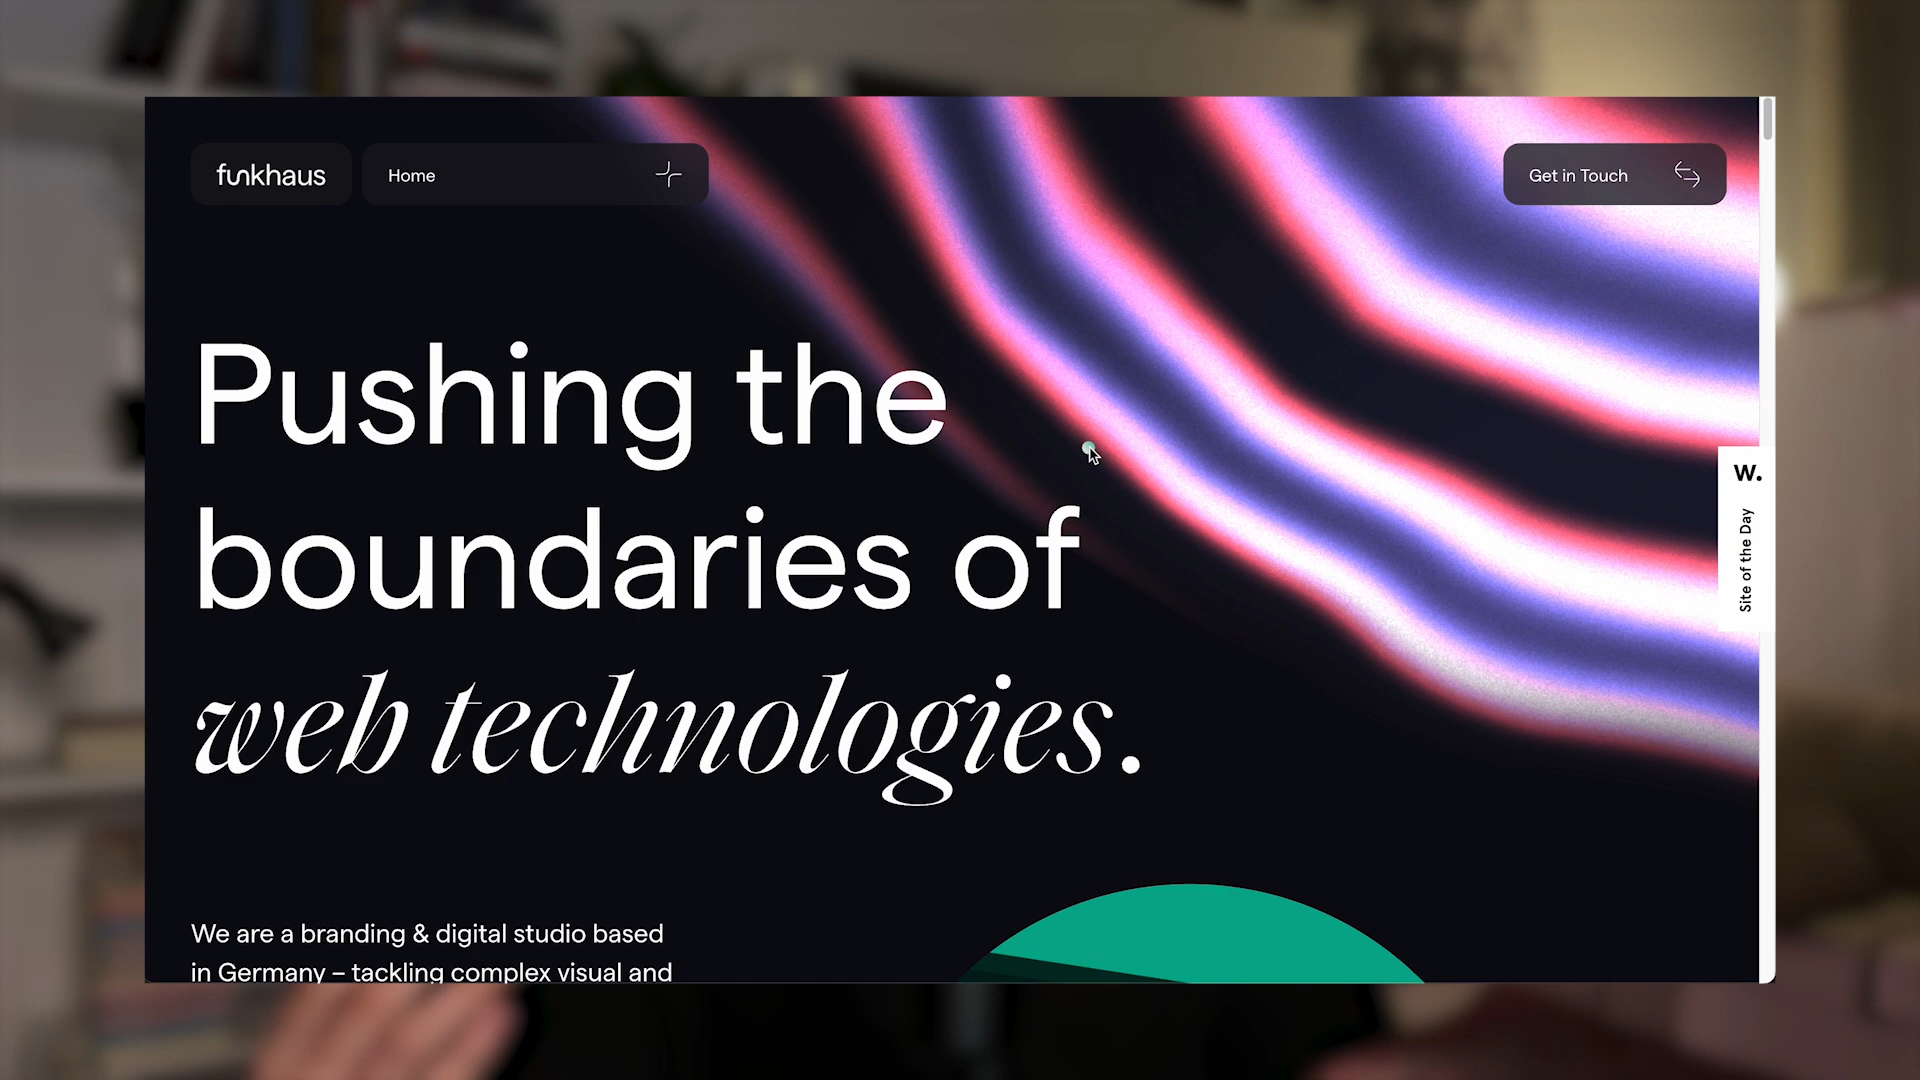 funkhaus
Home
Get in Touch
Pushing the
boundaries of
web technologies.
W.
Site of the Day
We are a branding & digital studio based
in Germany – tackling complex visual and